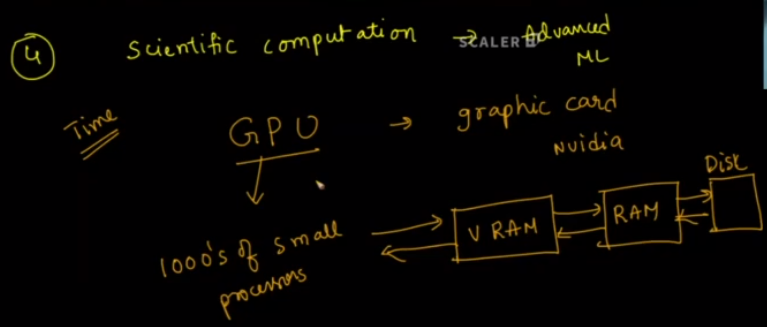 4 Scientific computation → Advanced
SCALER
ML
Time
GPU → graphic card
Nvidia
Disk
1000's of small
processors
V RAM
RAM